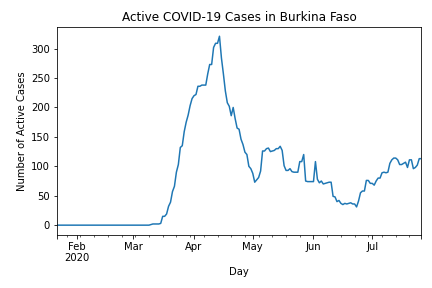 Active COVID-19 Cases in Burkina Faso
Number of Active Cases
300
250
200
150
100
50
0
Feb Mar Apr May Jun Jul
2020
Day